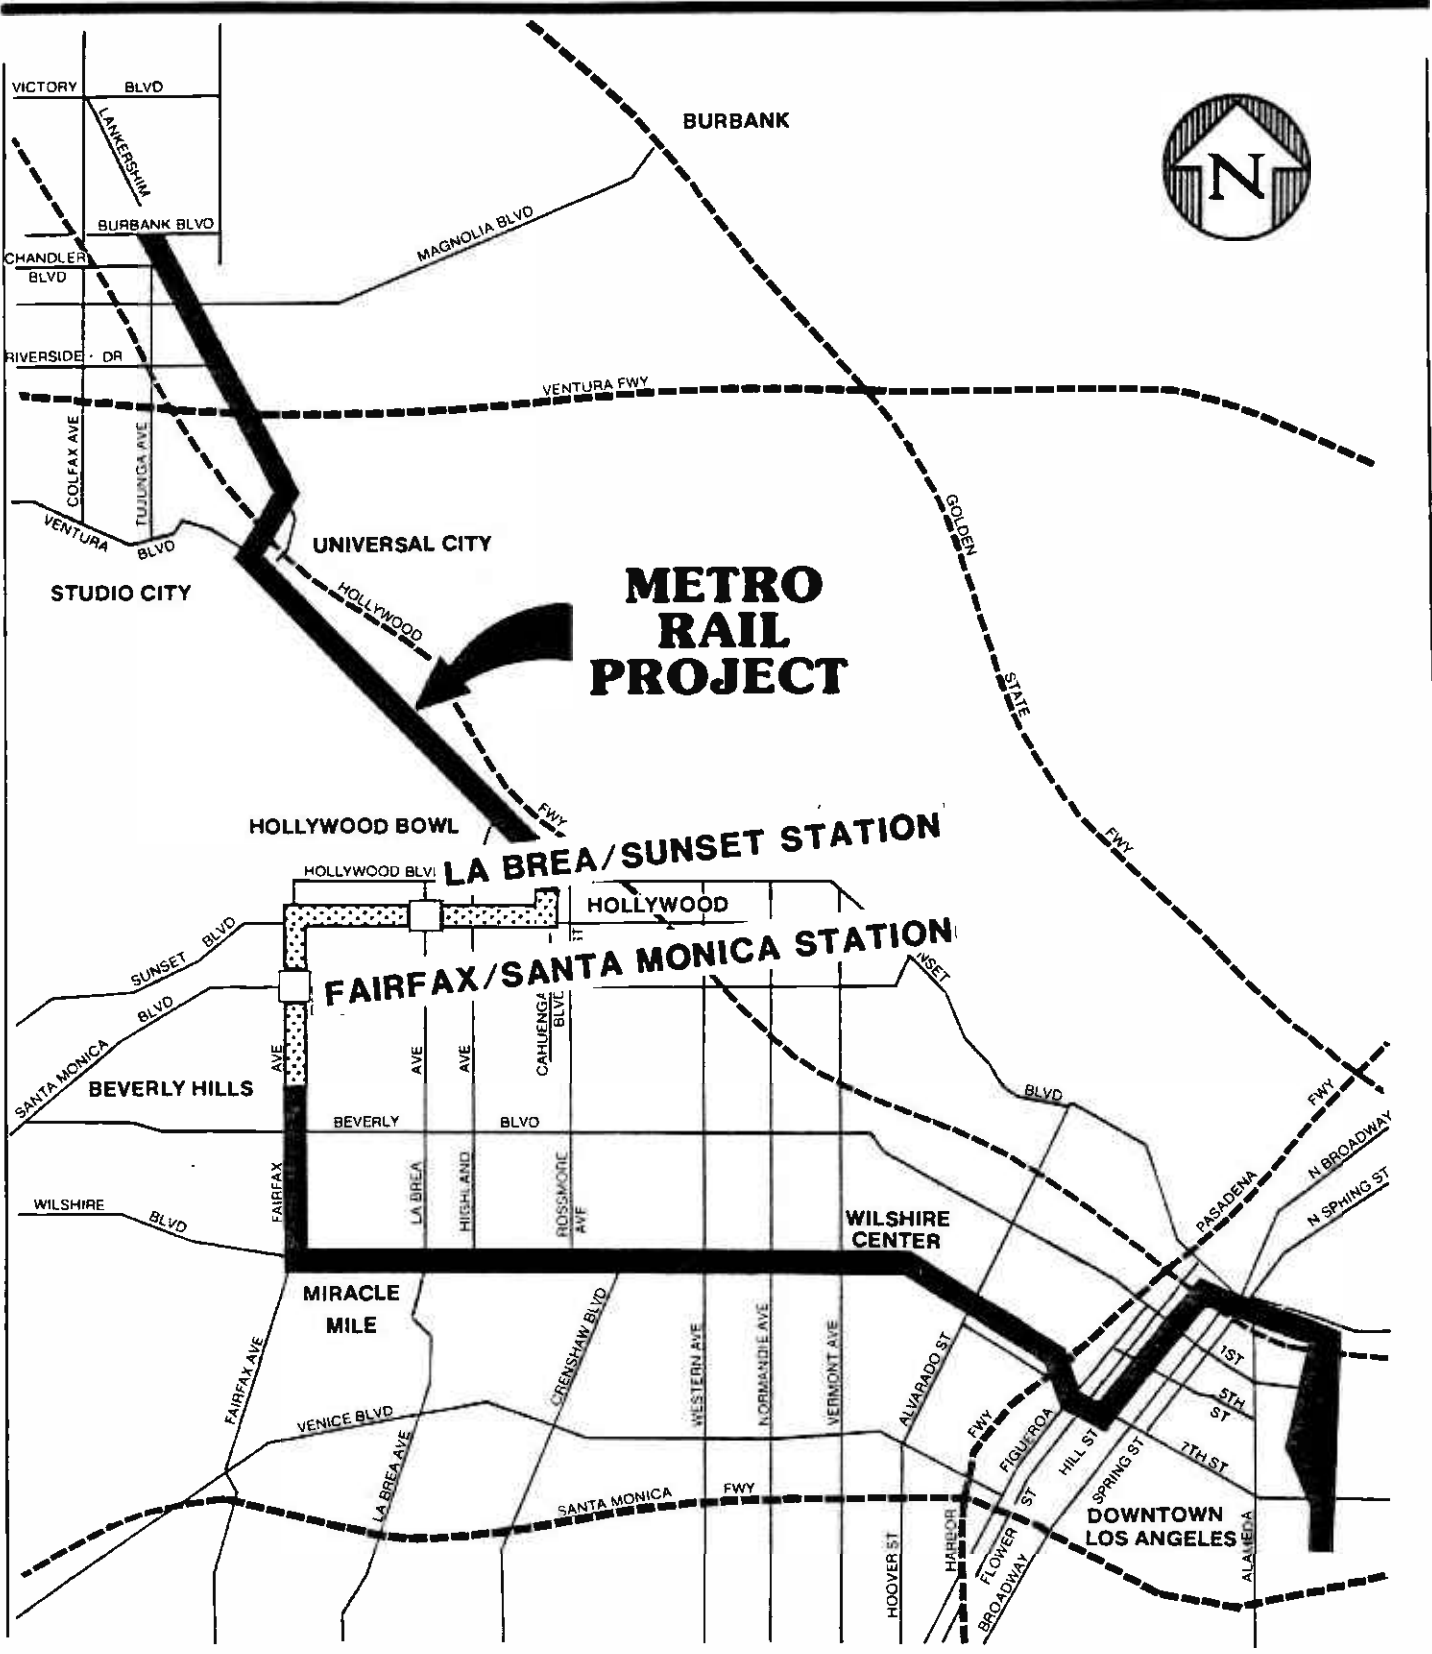 VICTORY BLVD
LANKERSHIM
BURBANK
N
BURBANK BLVD
MAGNOLIA BLVD
CHANDLER
BLVD
RIVERSIDE DR
VENTURA FWY
COLFAX AVE
TUJUNGA AVE
VENTURA BLVD
GOLDEN
STATE
FWY
UNIVERSAL CITY
STUDIO CITY
HOLLYWOOD
FWY
METRO
RAIL
PROJECT
HOLLYWOOD BOWL
LA BREA/SUNSET STATION
HOLLYWOOD BLV
HOLLYWOOD
SUNSET BLVD
FAIRFAX/SANTA MONICA STATION
ST
NSET
BLVD
SANTA MONICA BLVD
CAHUENGA
BLVD
AVE
AVE
AVE
BEVERLY HILLS
BEVERLY BLVD
FAIRFAX
LA BREA
HIGHLAND
ROSSMORE
AVE
WILSHIRE BLVD
WILSHIRE
CENTER
PASADENA
FWY
N BROADWAY
N SPRING ST
MIRACLE
MILE
FAIRFAX AVE
LA BREA AVE
CRENSHAW BLVD
WESTERN AVE
NORMANDIE AVE
VERMONT AVE
ALVARADO ST
VENICE BLVD
1ST
5TH
ST
7TH ST
FWY
FIGUEROA
HILL ST
SPRING ST
ST
SANTA MONICA FWY
DOWNTOWN
LOS ANGELES
HOOVER ST
HARBOR
FLOWER
BROADWAY
ALAMEDA